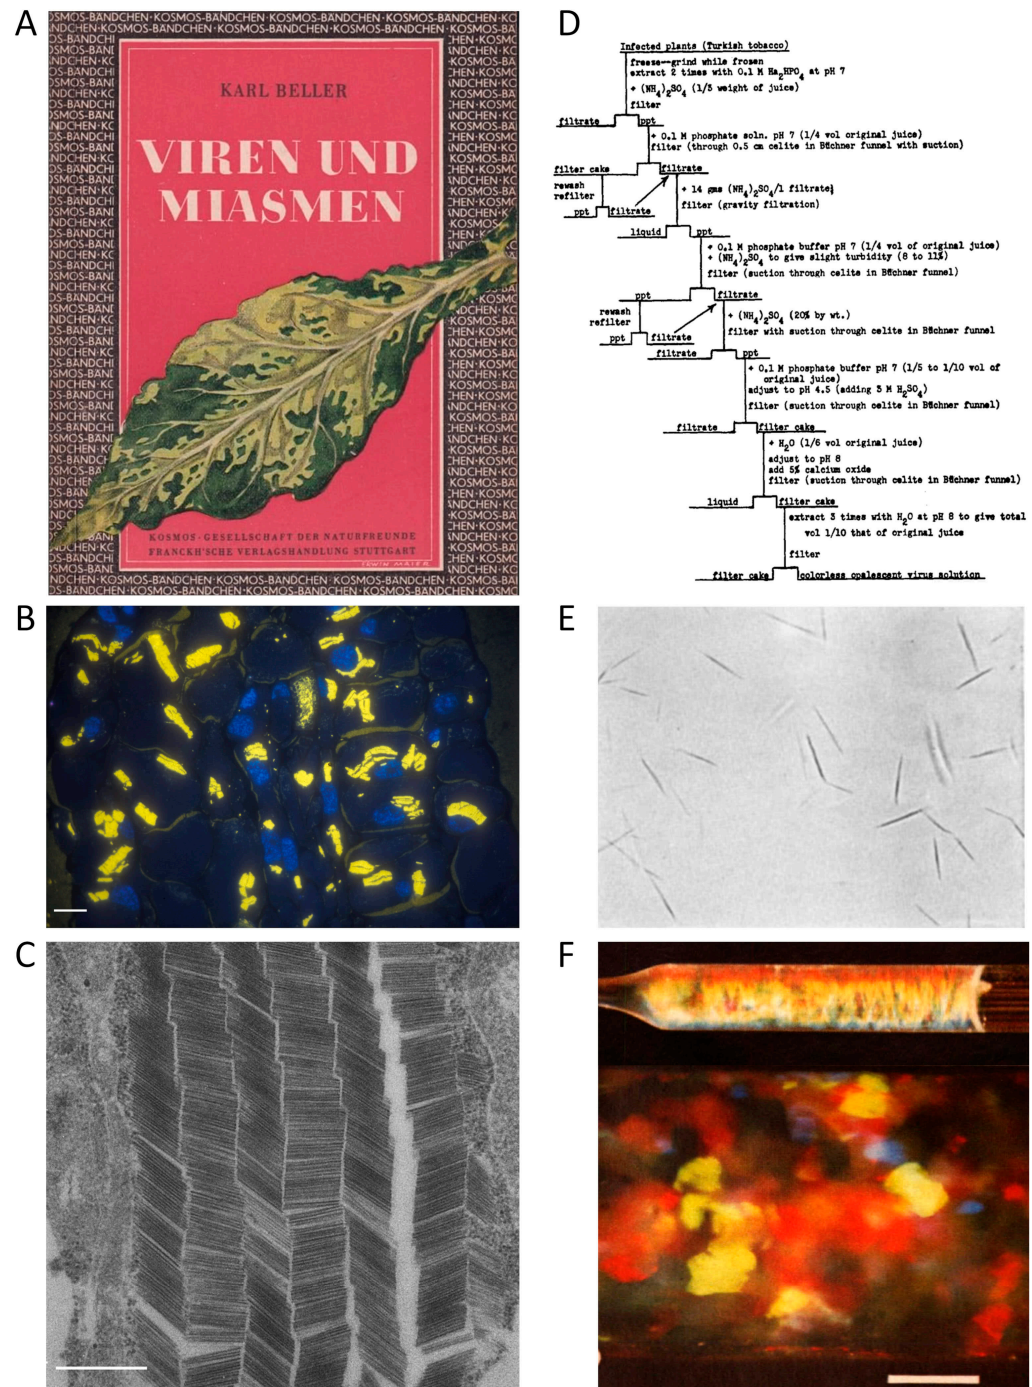 A
KOSMOS-BÄNDCHEN·KOSMOS-BÄNDCHEN·KOSMOS-BÄNDCHEN·KOSMOS-BÄNDCHEN
KARL BELLER
VIREN UND
MIASMEN
KOSMOS · GESELLSCHAFT DER NATURFREUNDE
FRANCKH'SCHE VERLAGSHANDLUNG STUTTGART
ERWIN MAIER
B
C
D
Infected plants (Turkish tobacco)
freeze--grind while frozen
extract 2 times with 0.1 M Na2HPO4 at pH 7
+ (NH4)2SO4 (1/5 weight of juice)
filter
filtrate
ppt
+ 0.1 M phosphate soln. pH 7 (1/4 vol original juice)
filter (through 0.5 cm celite in Büchner funnel with suction)
filter cake
filtrate
rewash
refilter
+ 14 gms (NH4)2SO4/l filtrate
filter (gravity filtration)
ppt
filtrate
liquid
ppt
+ 0.1 M phosphate buffer pH 7 (1/4 vol of original juice)
+ (NH4)2SO4 to give slight turbidity (8 to 11%)
filter (suction through celite in Büchner funnel)
ppt
filtrate
rewash
refilter
+ (NH4)2SO4 (20% by wt.)
filter with suction through celite in Büchner funnel
ppt
filtrate
filtrate
ppt
+ 0.1 M phosphate buffer pH 7 (1/5 to 1/10 vol of
original juice)
adjust to pH 4.5 (adding 3 M H2SO4)
filter (suction through celite in Büchner funnel)
filtrate
filter cake
+ H2O (1/6 vol original juice)
adjust to pH 8
add 5% calcium oxide
filter (suction through celite in Büchner funnel)
liquid
filter cake
extract 3 times with H2O at pH 8 to give total
vol 1/10 that of original juice
filter
filter cake
colorless opalescent virus solution
E
F